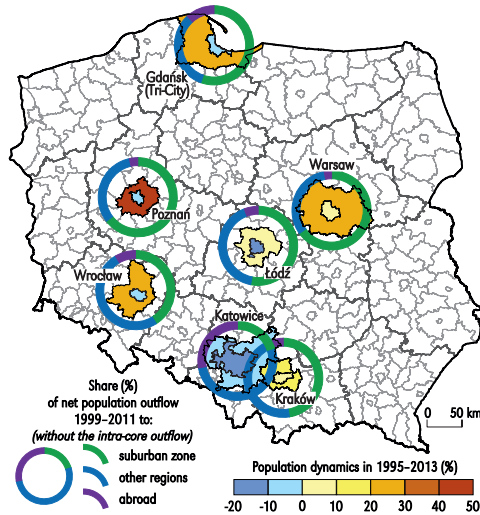 Gdańsk
(Tri-City)
Warsaw
Poznań
Łódź
Wrocław
Katowice
Kraków
Share (%)
of net population outflow
1999–2011 to:
(without the intra-core outflow)
suburban zone
other regions
abroad
0 50 km
Population dynamics in 1995–2013 (%)
-20 -10 0 10 20 30 40 50